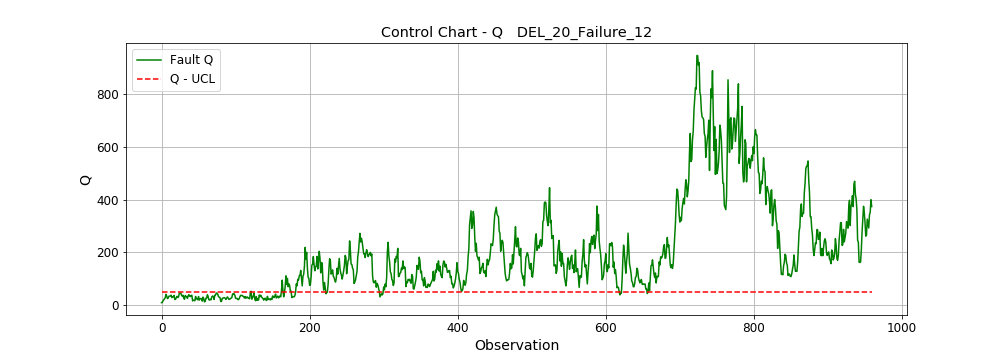 Control Chart - Q   DEL_20_Failure_12
Fault Q
Q - UCL
Q
800
600
400
200
0
0 200 400 600 800 1000
Observation